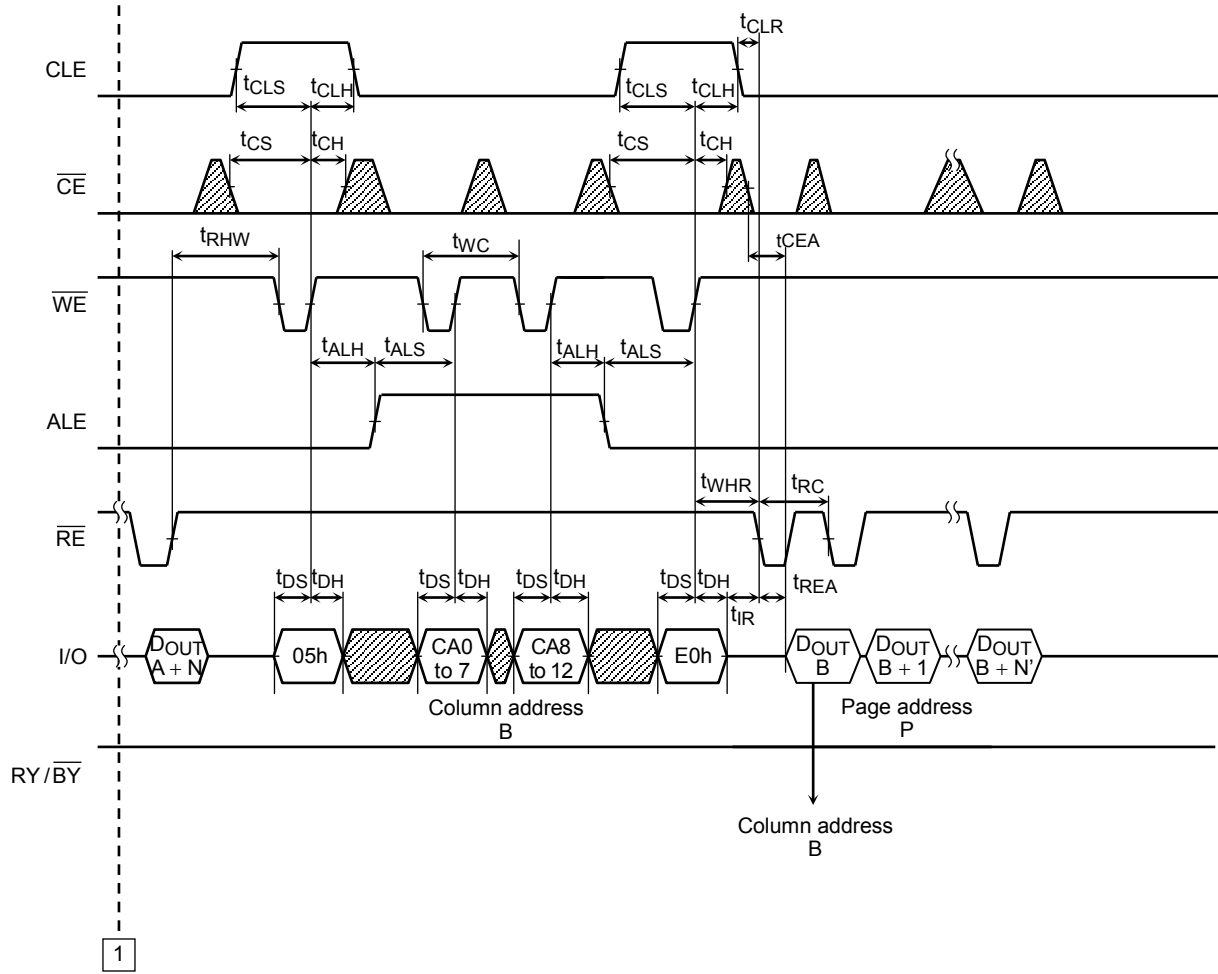 tCLR
CLE
tCLS tCLH tCLS tCLH
tCS tCH tCS tCH
CE
tRHW tWC tCEA
WE
tALH tALS tALH tALS
ALE
tWHR tRC
RE
tDS tDH tDS tDH tDS tDH tDS tDH tREA
tIR
I/O
DOUT
A + N
05h
CA0
to 7
CA8
to 12
E0h
DOUT
B
DOUT
B + 1
DOUT
B + N’
Column address
B
Page address
P
RY/BY
Column address
B
1